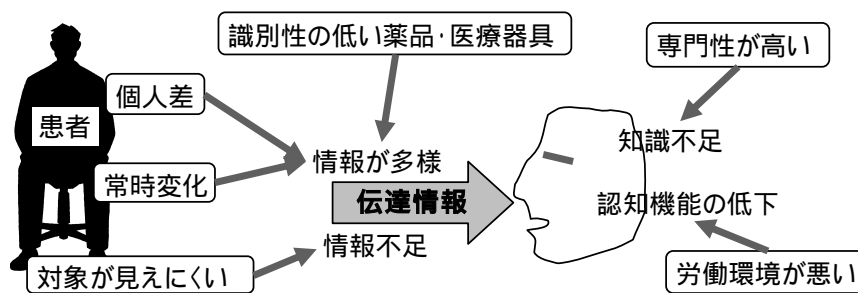 識別性の低い薬品・医療器具
専門性が高い
個人差
患者
知識不足
情報が多様
常時変化
伝達情報
認知機能の低下
情報不足
対象が見えにくい
労働環境が悪い